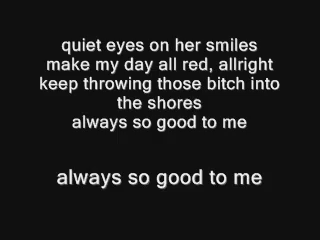 quiet eyes on her smiles
make my day all red, allright
keep throwing those bitch into
the shores
always so good to me
always so good to me